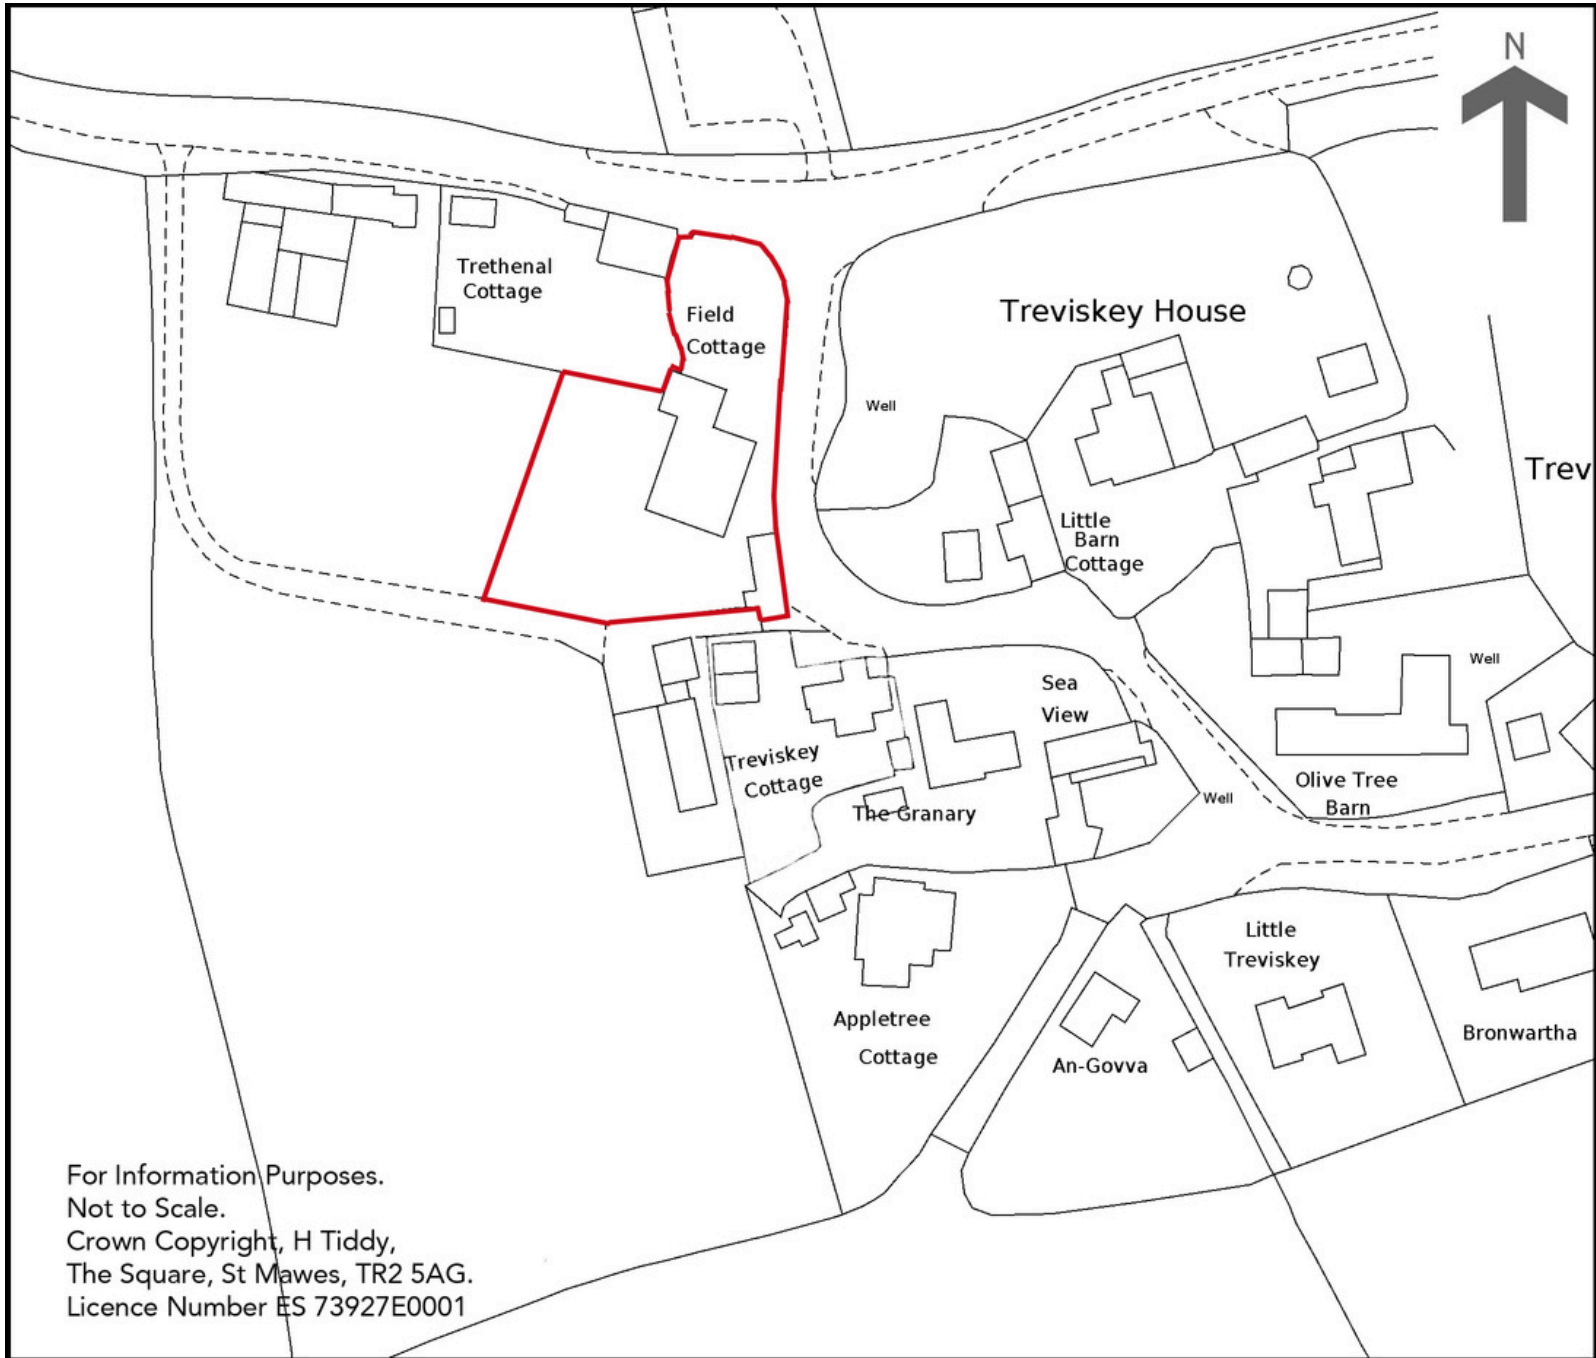 N
Trethenal
Cottage
Field
Cottage
Treviskey House
Well
Trev
Little
Barn
Cottage
Sea
View
Well
Treviskey
Cottage
The Granary
Well
Olive Tree
Barn
Little
Treviskey
Appletree
Cottage
An-Govva
Bronwartha
For Information Purposes.
Not to Scale.
Crown Copyright, H Tiddy,
The Square, St Mawes, TR2 5AG.
Licence Number ES 73927E0001